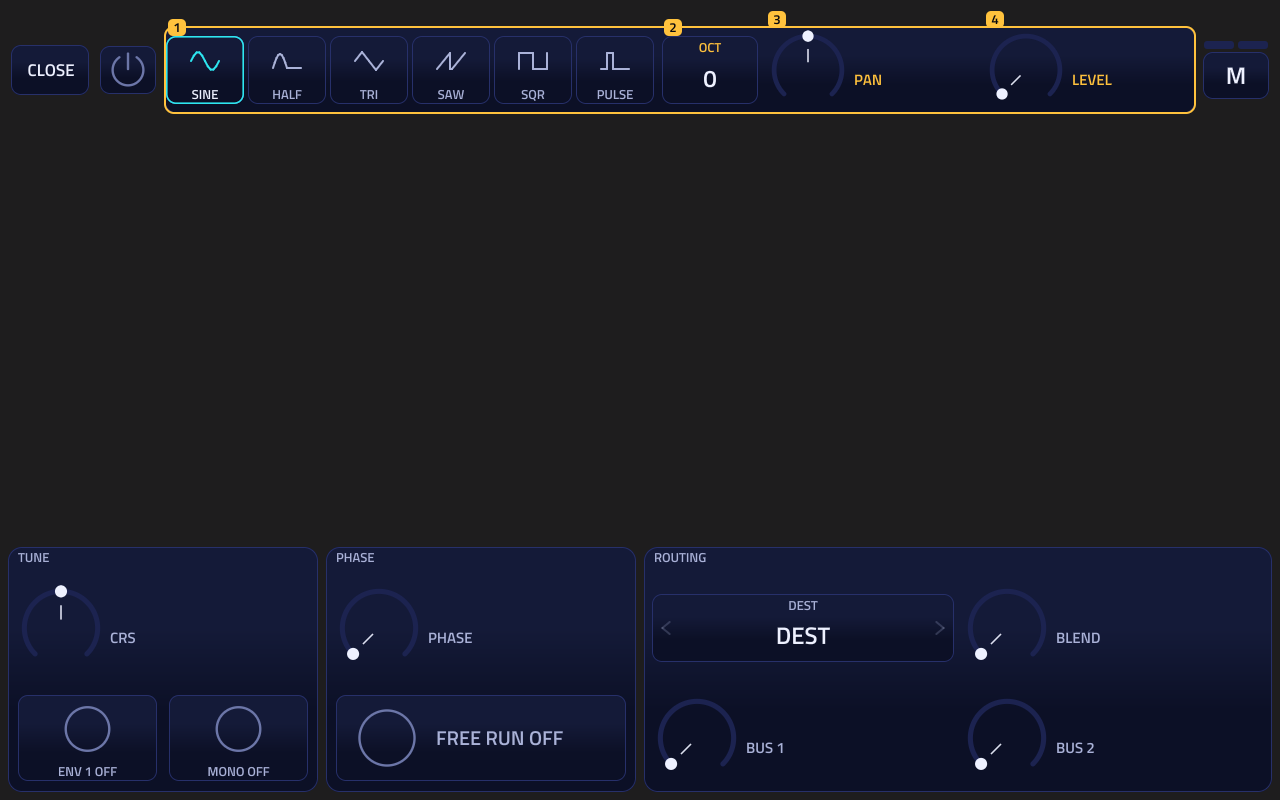 1
2
3
4
CLOSE
SINE
HALF
TRI
SAW
SQR
PULSE
OCT
0
PAN
LEVEL
M
TUNE
CRS
ENV 1 OFF
MONO OFF
PHASE
PHASE
FREE RUN OFF
ROUTING
DEST
DEST
BLEND
BUS 1
BUS 2